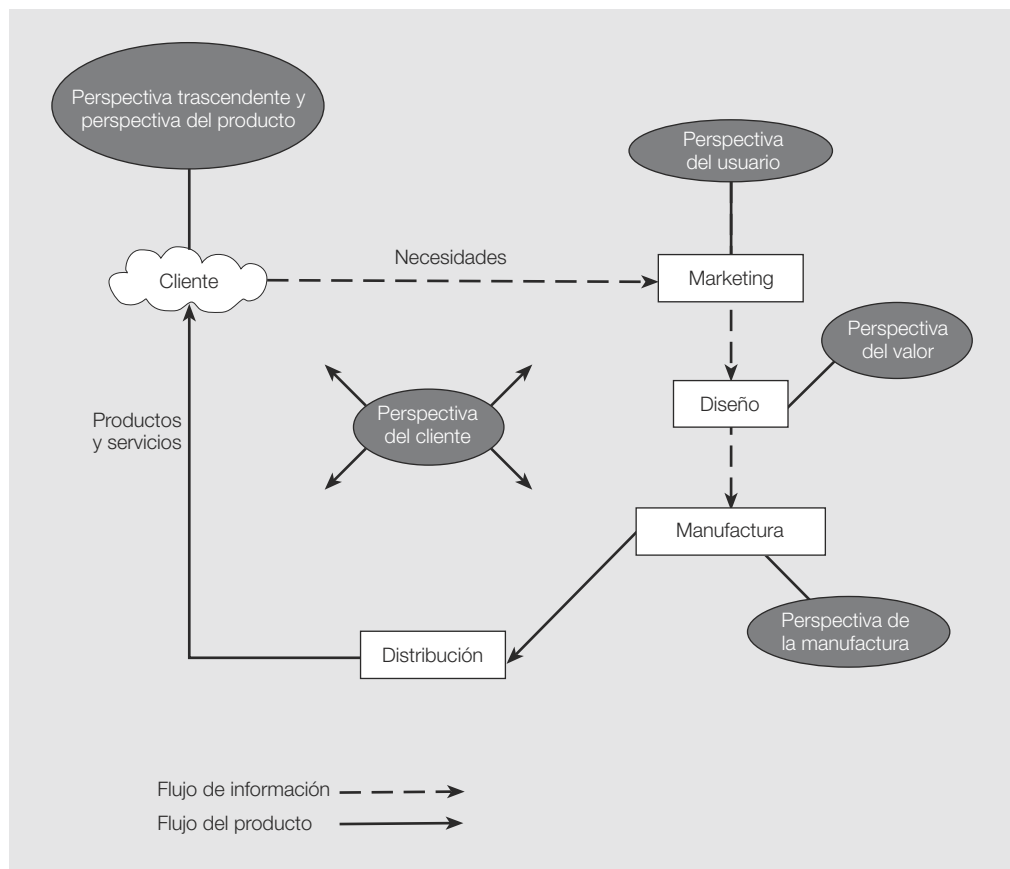 Perspectiva trascendente y
perspectiva del producto
Perspectiva
del usuario
Necesidades
Cliente
Marketing
Perspectiva
del valor
Diseño
Perspectiva
del cliente
Productos
y servicios
Manufactura
Perspectiva de
la manufactura
Distribución
Flujo de información
Flujo del producto